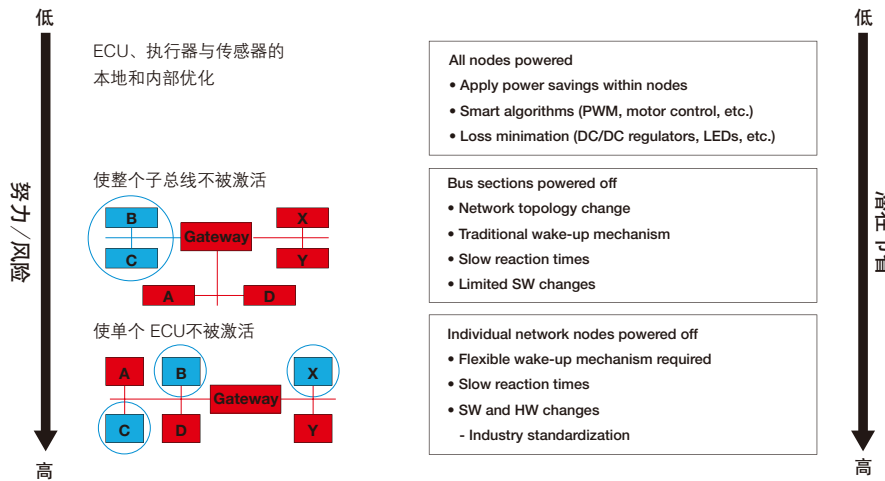 低
低
ECU、执行器与传感器的
本地和内部优化
All nodes powered
• Apply power savings within nodes
• Smart algorithms (PWM, motor control, etc.)
• Loss minimation (DC/DC regulators, LEDs, etc.)
努力/风险
使整个子总线不被激活
B
X
Gateway
C
Y
A
D
Bus sections powered off
• Network topology change
• Traditional wake-up mechanism
• Slow reaction times
• Limited SW changes
使单个 ECU不被激活
A
B
X
Gateway
C
D
Y
Individual network nodes powered off
• Flexible wake-up mechanism required
• Slow reaction times
• SW and HW changes
- Industry standardization
高
高